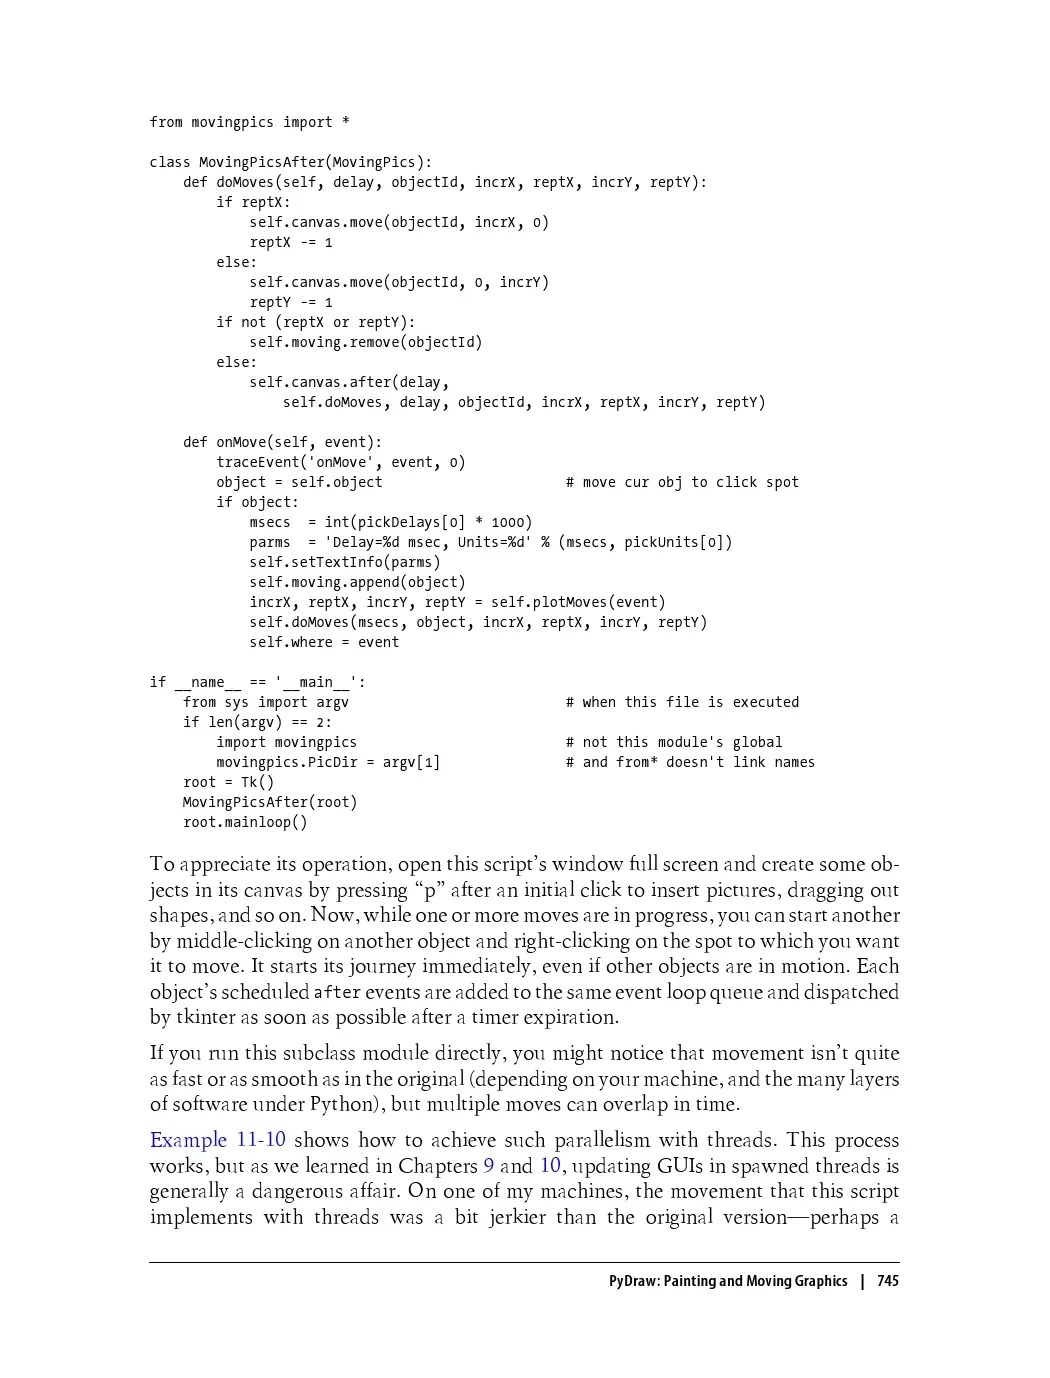 from movingpics import *
class MovingPicsAfter(MovingPics):
    def doMoves(self, delay, objectId, incrX, reptX, incrY, reptY):
        if reptX:
            self.canvas.move(objectId, incrX, 0)
            reptX -= 1
        else:
            self.canvas.move(objectId, 0, incrY)
            reptY -= 1
        if not (reptX or reptY):
            self.moving.remove(objectId)
        else:
            self.canvas.after(delay,
                self.doMoves, delay, objectId, incrX, reptX, incrY, reptY)
    def onMove(self, event):
        traceEvent('onMove', event, 0)
        object = self.object                      # move cur obj to click spot
        if object:
            msecs  = int(pickDelays[0] * 1000)
            parms  = 'Delay=%d msec, Units=%d' % (msecs, pickUnits[0])
            self.setTextInfo(parms)
            self.moving.append(object)
            incrX, reptX, incrY, reptY = self.plotMoves(event)
            self.doMoves(msecs, object, incrX, reptX, incrY, reptY)
            self.where = event
if __name__ == '__main__':
    from sys import argv                          # when this file is executed
    if len(argv) == 2:
        import movingpics                         # not this module's global
        movingpics.PicDir = argv[1]               # and from* doesn't link names
    root = Tk()
    MovingPicsAfter(root)
    root.mainloop()
To appreciate its operation, open this script’s window full screen and create some ob-
jects in its canvas by pressing “p” after an initial click to insert pictures, dragging out
shapes, and so on. Now, while one or more moves are in progress, you can start another
by middle-clicking on another object and right-clicking on the spot to which you want
it to move. It starts its journey immediately, even if other objects are in motion. Each
object’s scheduled after events are added to the same event loop queue and dispatched
by tkinter as soon as possible after a timer expiration.
If you run this subclass module directly, you might notice that movement isn’t quite
as fast or as smooth as in the original (depending on your machine, and the many layers
of software under Python), but multiple moves can overlap in time.
Example 11-10 shows how to achieve such parallelism with threads. This process
works, but as we learned in Chapters 9 and 10, updating GUIs in spawned threads is
generally a dangerous affair. On one of my machines, the movement that this script
implements with threads was a bit jerkier than the original version—perhaps a
PyDraw: Painting and Moving Graphics | 745